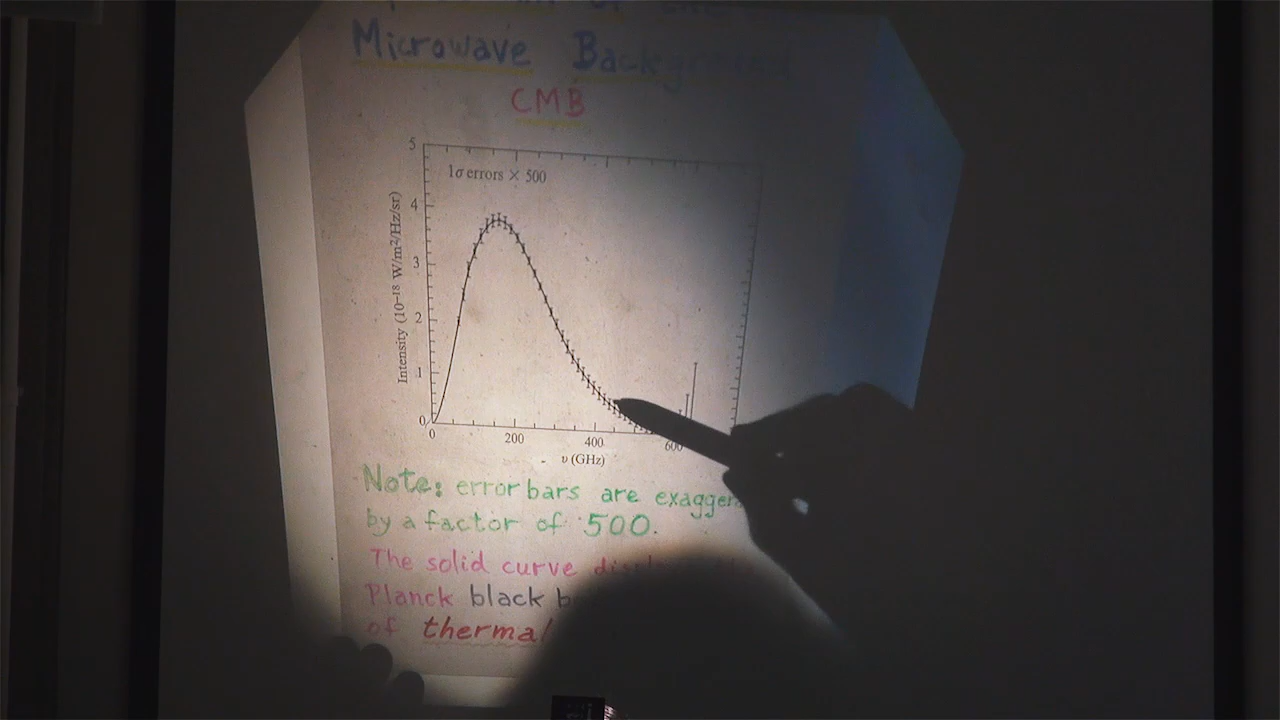 Microwave Background
CMB
1σ errors × 500
5
4
3
2
1
0
Intensity (10⁻¹⁸ W/m²/Hz/sr)
0
200
400
600
ν (GHz)
Note: error bars are
by a factor of 500.
The solid curve
Planck black
of thermal